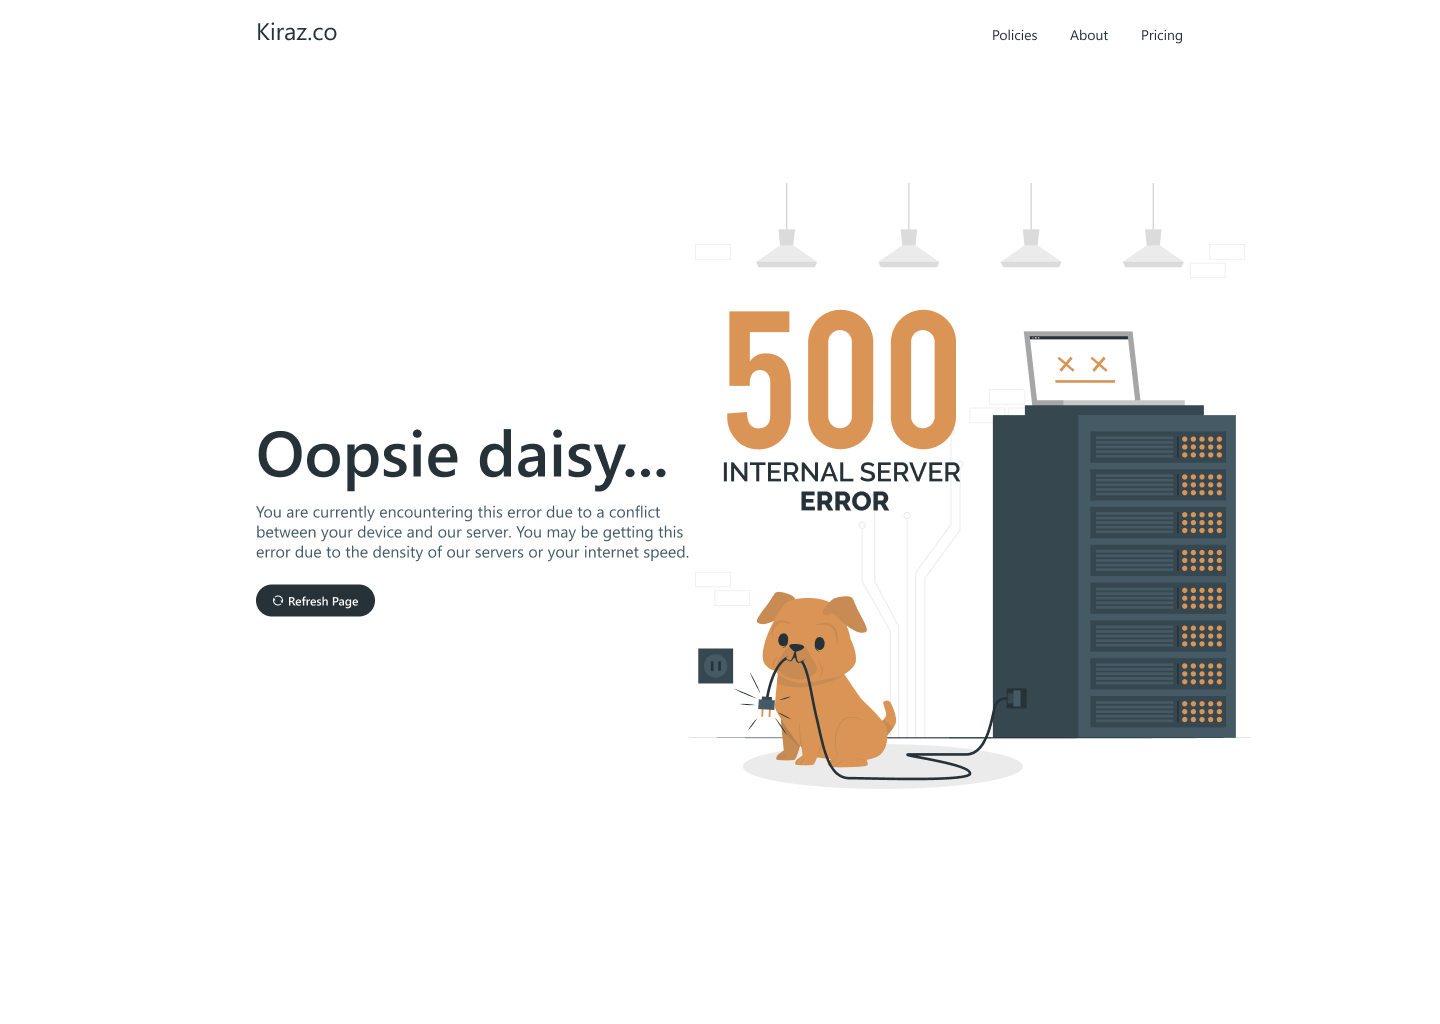 Kiraz.co
Policies
About
Pricing
500
INTERNAL SERVER
ERROR
Oopsie daisy...
You are currently encountering this error due to a conflict
between your device and our server. You may be getting this
error due to the density of our servers or your internet speed.
Refresh Page